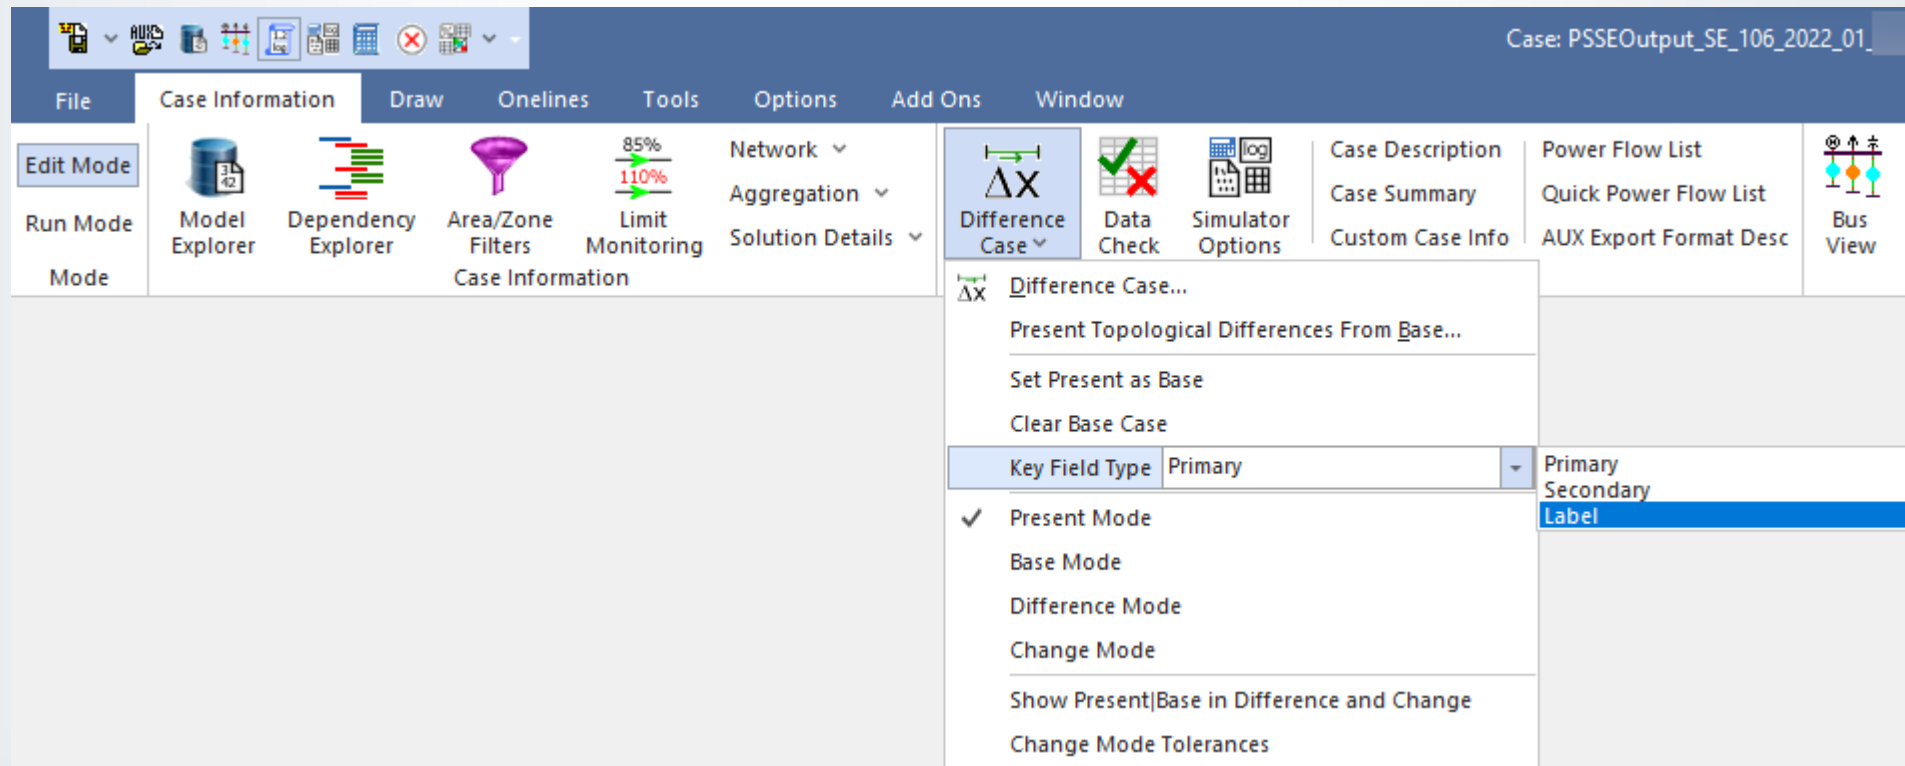 Case: PSSEOutput_SE_106_2022_01_
File Case Information Draw Onelines Tools Options Add Ons Window
Edit Mode
Run Mode
Mode
Model
Explorer
Dependency
Explorer
Area/Zone
Filters
85%
110%
Limit
Monitoring
Network
Aggregation
Solution Details
Case Information
ΔX
Difference
Case
Data
Check
log
Simulator
Options
Case Description
Case Summary
Custom Case Info
Power Flow List
Quick Power Flow List
AUX Export Format Desc
Bus
View
ΔX Difference Case...
Present Topological Differences From Base...
Set Present as Base
Clear Base Case
Key Field Type Primary
Primary
Secondary
Label
Present Mode
Base Mode
Difference Mode
Change Mode
Show Present|Base in Difference and Change
Change Mode Tolerances